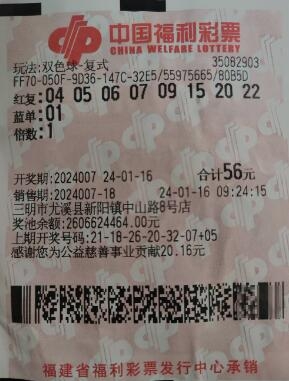 中国福利彩票
CHINA WELFARE LOTTERY
玩法:双色球-复式 35082903
FF70-050F-9D36-147C-32E5/55975665/80B5D
红复:04 05 06 07 09 15 20 22
蓝单:01
倍数:1
开奖期:2024007 24-01-16 合计56元
销售期:2024007-18 24-01-16 09:24:15
三明市尤溪县新阳镇中山路8号店
奖池余额:2606624464.00元
上期开奖号码:21-18-26-20-32-07+05
感谢您为公益慈善事业贡献20.16元
福建省福利彩票发行中心承销